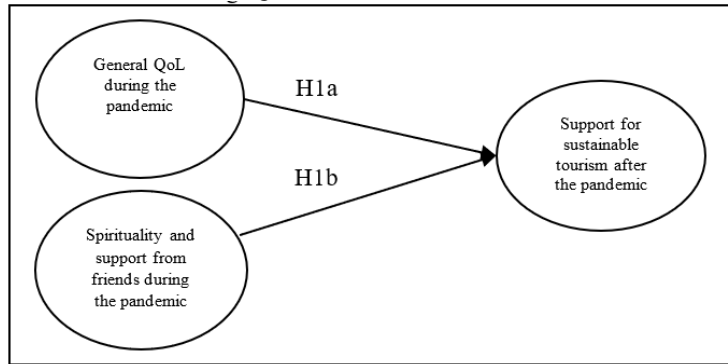 General QoL
during the
pandemic
H1a
Support for
sustainable
tourism after
the pandemic
H1b
Spirituality and
support from
friends during
the pandemic